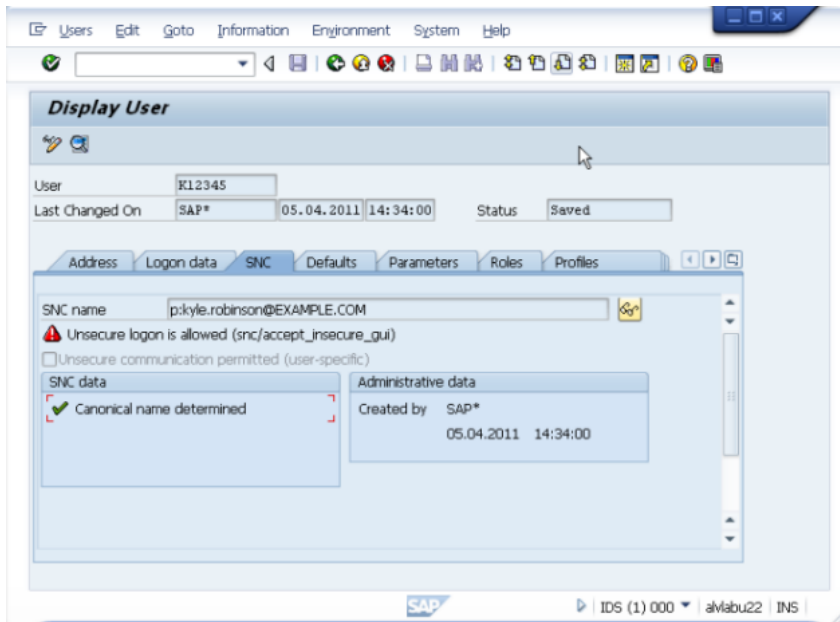 Users Edit Goto Information Environment System Help
Display User
User K12345
Last Changed On SAP* 05.04.2011 14:34:00 Status Saved
Address Logon data SNC Defaults Parameters Roles Profiles
SNC name p:kyle.robinson@EXAMPLE.COM
Unsecure logon is allowed (snc/accept_insecure_gui)
Unsecure communication permitted (user-specific)
SNC data Administrative data
Canonical name determined Created by SAP*
05.04.2011 14:34:00
SAP IDS (1) 000 alvlabu22 INS